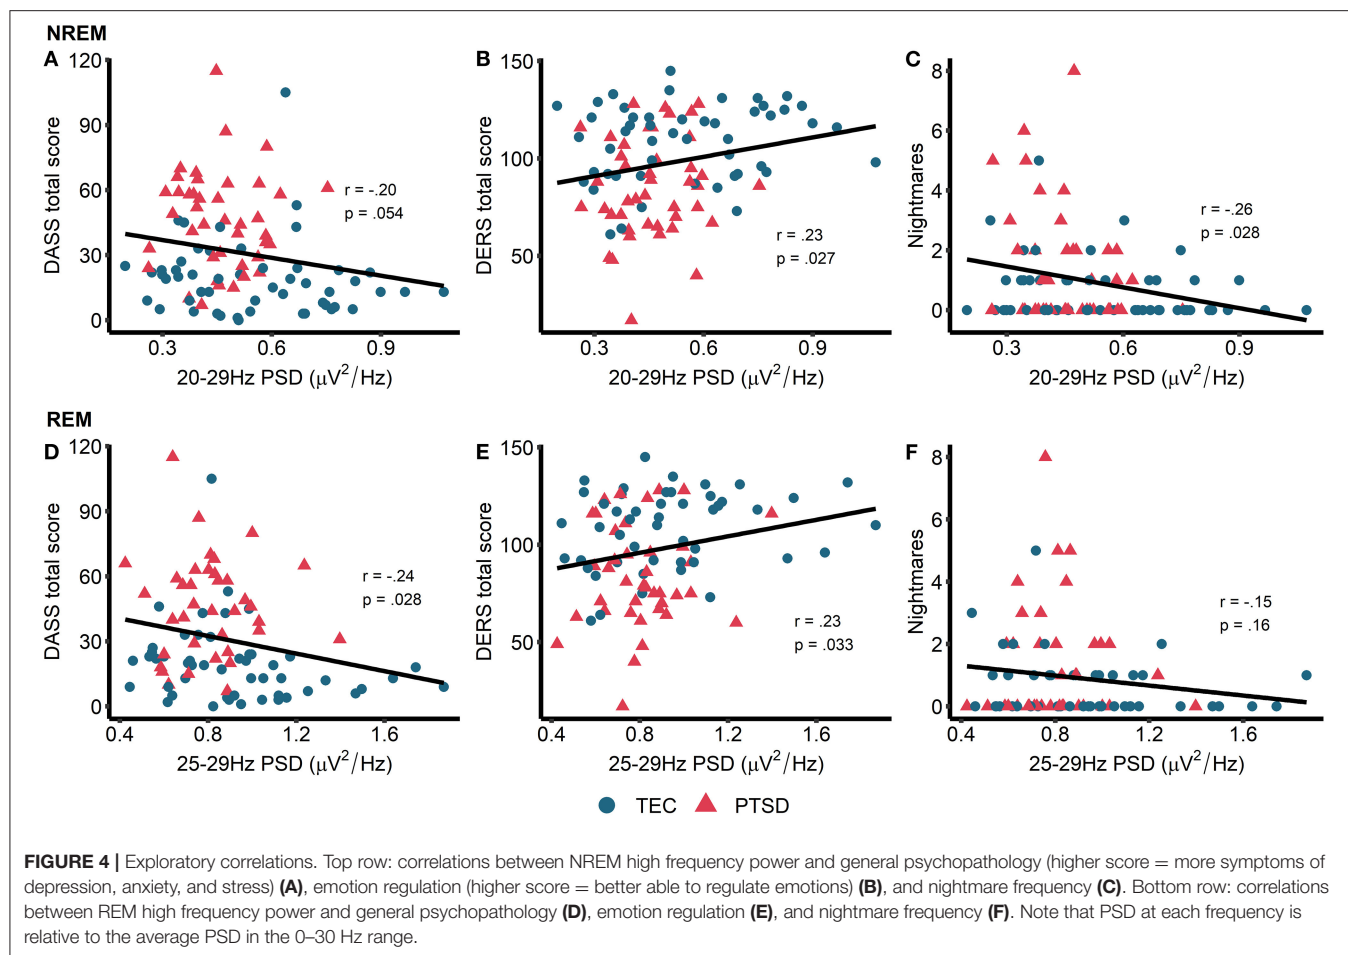 NREM
A
B
C
120
90
60
30
0
DASS total score
r = -.20
p = .054
0.3 0.6 0.9
20-29Hz PSD (μV²/Hz)
150
100
50
DERS total score
r = .23
p = .027
0.3 0.6 0.9
20-29Hz PSD (μV²/Hz)
8
6
4
2
0
Nightmares
r = -.26
p = .028
0.3 0.6 0.9
20-29Hz PSD (μV²/Hz)
REM
D
E
F
120
90
60
30
0
DASS total score
r = -.24
p = .028
0.4 0.8 1.2 1.6
25-29Hz PSD (μV²/Hz)
150
100
50
DERS total score
r = .23
p = .033
0.4 0.8 1.2 1.6
25-29Hz PSD (μV²/Hz)
8
6
4
2
0
Nightmares
r = -.15
p = .16
0.4 0.8 1.2 1.6
25-29Hz PSD (μV²/Hz)
TEC PTSD
FIGURE 4 | Exploratory correlations. Top row: correlations between NREM high frequency power and general psychopathology (higher score = more symptoms of
depression, anxiety, and stress) (A), emotion regulation (higher score = better able to regulate emotions) (B), and nightmare frequency (C). Bottom row: correlations
between REM high frequency power and general psychopathology (D), emotion regulation (E), and nightmare frequency (F). Note that PSD at each frequency is
relative to the average PSD in the 0–30 Hz range.